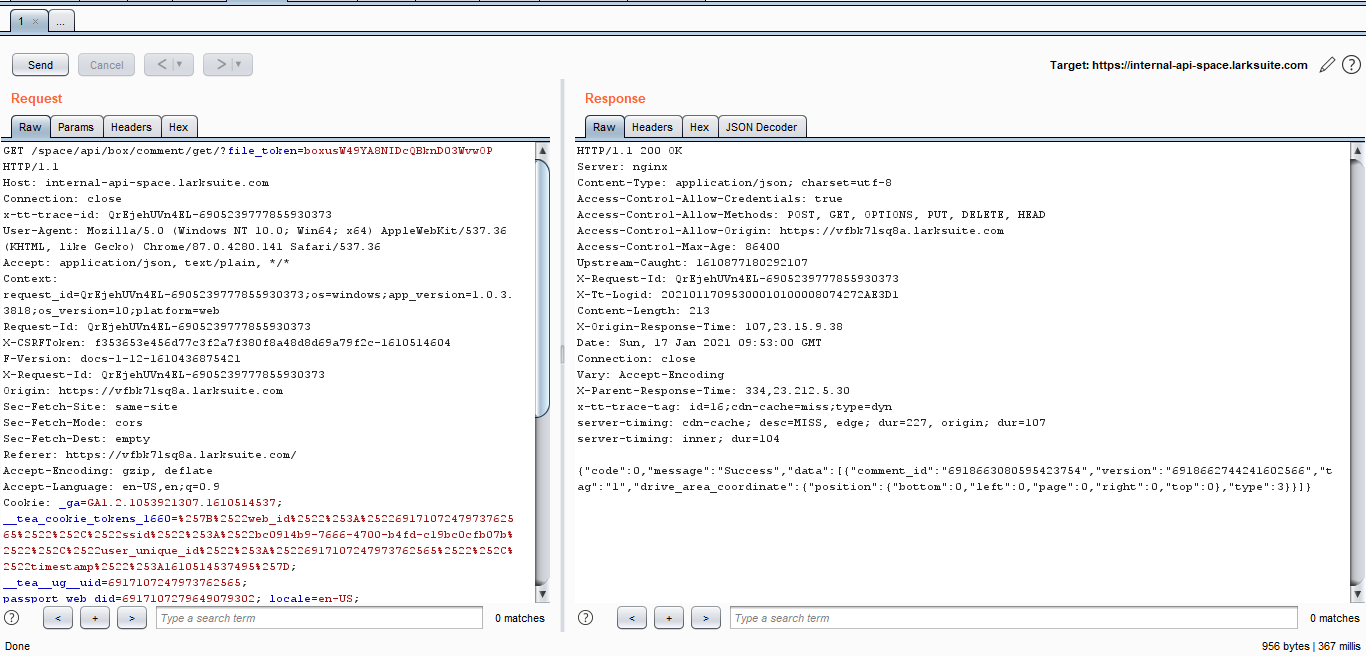 1 × ...
Send Cancel < > Target: https://internal-api-space.larksuite.com ?
Request
Raw Params Headers Hex
GET /space/api/box/comment/get/?file_token=boxusW49YA8NIDcQBknD03Wvw0P
HTTP/1.1
Host: internal-api-space.larksuite.com
Connection: close
x-tt-trace-id: QrEjehUVn4EL-6905239777855930373
User-Agent: Mozilla/5.0 (Windows NT 10.0; Win64; x64) AppleWebKit/537.36
(KHTML, like Gecko) Chrome/87.0.4280.141 Safari/537.36
Accept: application/json, text/plain, */*
Context:
request_id=QrEjehUVn4EL-6905239777855930373;os=windows;app_version=1.0.3.
3818;os_version=10;platform=web
Request-Id: QrEjehUVn4EL-6905239777855930373
X-CSRFToken: f353653e456d77c3f2a7f380f8a48d8d69a79f2c-1610514604
F-Version: docs-1-12-1610436875421
X-Request-Id: QrEjehUVn4EL-6905239777855930373
Origin: https://vfbk7lsq8a.larksuite.com
Sec-Fetch-Site: same-site
Sec-Fetch-Mode: cors
Sec-Fetch-Dest: empty
Referer: https://vfbk7lsq8a.larksuite.com/
Accept-Encoding: gzip, deflate
Accept-Language: en-US,en;q=0.9
Cookie: _ga=GA1.2.1053921307.1610514537;
__tea_cookie_tokens_1660=%257B%2522web_id%2522%253A%25226917107247973762
65%2522%252C%2522ssid%2522%253A%2522bc0914b9-7666-4700-b4fd-c19bc0cfb07b%
2522%252C%2522user_unique_id%2522%253A%25226917107247973762565%2522%252C%
2522timestamp%2522%253A1610514537495%257D;
__tea__ug__uid=6917107247973762565;
passport_web_did=6917107279649079302; locale=en-US;
? < + > Type a search term 0 matches
Response
Raw Headers Hex JSON Decoder
HTTP/1.1 200 OK
Server: nginx
Content-Type: application/json; charset=utf-8
Access-Control-Allow-Credentials: true
Access-Control-Allow-Methods: POST, GET, OPTIONS, PUT, DELETE, HEAD
Access-Control-Allow-Origin: https://vfbk7lsq8a.larksuite.com
Access-Control-Max-Age: 86400
Upstream-Caught: 1610877180292107
X-Request-Id: QrEjehUVn4EL-6905239777855930373
X-Tt-Logid: 20210117095300010100008074272AE3D1
Content-Length: 213
X-Origin-Response-Time: 107,23.15.9.38
Date: Sun, 17 Jan 2021 09:53:00 GMT
Connection: close
Vary: Accept-Encoding
X-Parent-Response-Time: 334,23.212.5.30
x-tt-trace-tag: id=16;cdn-cache=miss;type=dyn
server-timing: cdn-cache; desc=MISS, edge; dur=227, origin; dur=107
server-timing: inner; dur=104
{"code":0,"message":"Success","data":[{"comment_id":"6918663080595423754","version":"6918662744241602566","t
ag":"1","drive_area_coordinate":{"position":{"bottom":0,"left":0,"page":0,"right":0,"top":0},"type":3}}]}
? < + > Type a search term 0 matches
Done 956 bytes | 367 millis